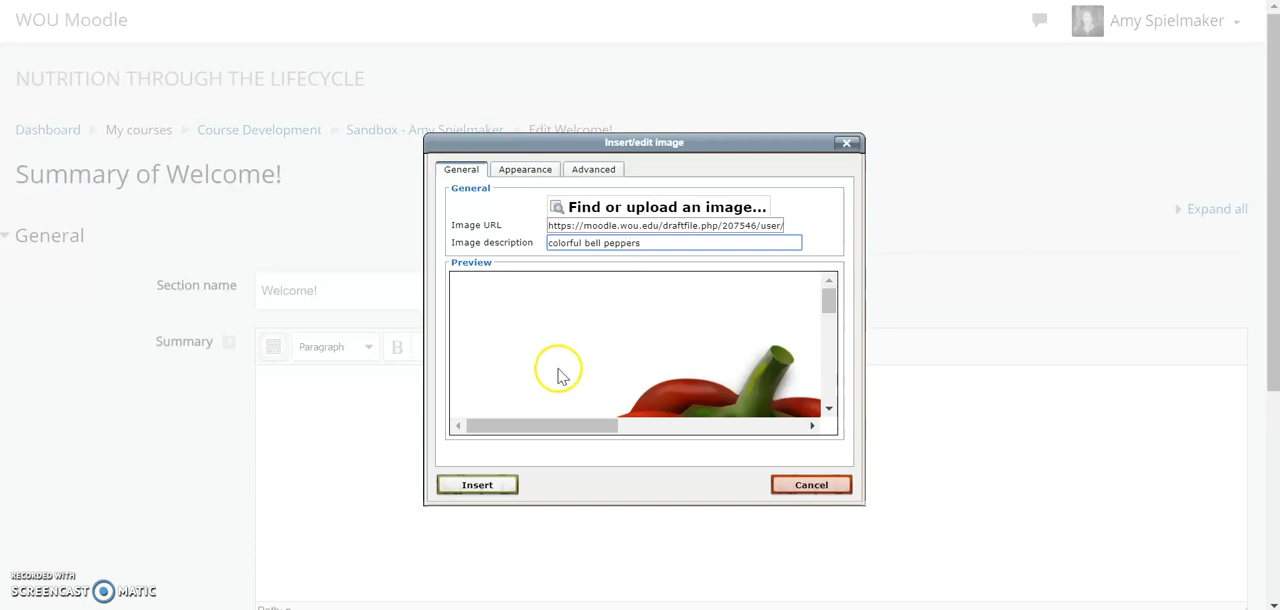 WOU Moodle
Amy Spielmaker
NUTRITION THROUGH THE LIFECYCLE
Dashboard My courses Course Development Sandbox - Amy Spielmaker Edit Welcome!
Summary of Welcome!
Expand all
General
Section name Welcome!
Summary Paragraph B
Insert/edit image
General Appearance Advanced
General
Find or upload an image...
Image URL https://moodle.wou.edu/draftfile.php/207546/user/
Image description colorful bell peppers
Preview
Insert Cancel
RECORDED WITH
SCREENCAST MATIC